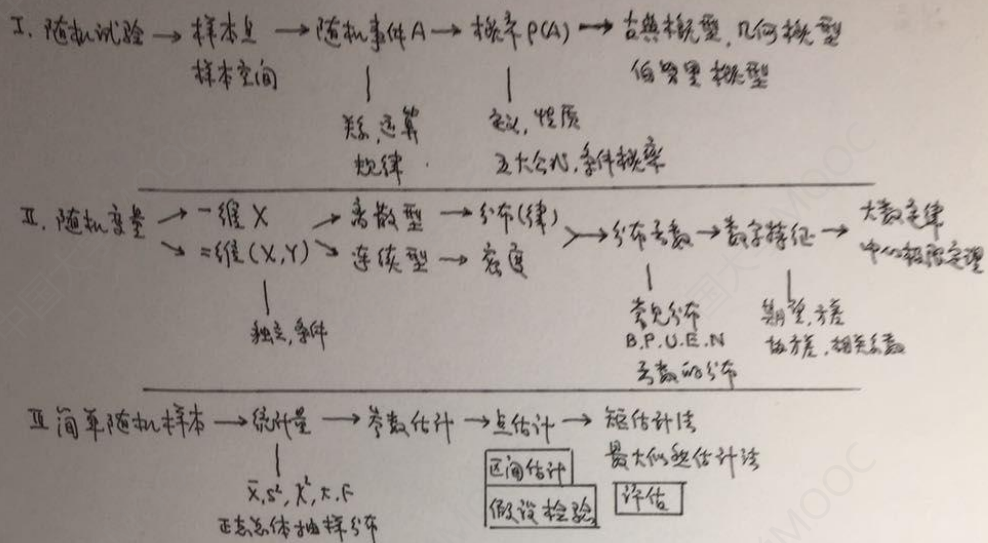 I. 随机试验 → 样本点 → 随机事件A → 概率P(A) → 古典概型, 几何概型
样本空间
伯努里概型
关系, 运算
规律
定义, 性质
五大公式, 条件概率
II. 随机变量 → 一维X → 离散型 → 分布(律) → 分布函数 → 数字特征 → 大数定律
→ 二维(X,Y) → 连续型 → 密度
中心极限定理
独立, 条件
常见分布
B.P.U.E.N
函数的分布
期望, 方差
协方差, 相关系数
III 简单随机样本 → 统计量 → 参数估计 → 点估计 → 矩估计法
最大似然估计法
区间估计
假设检验
评估
X̄, S², χ², t, F
正态总体抽样分布